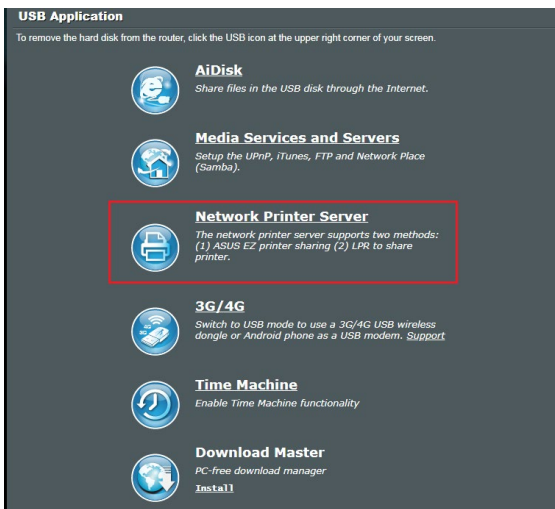 USB Application
To remove the hard disk from the router, click the USB icon at the upper right corner of your screen.
AiDisk
Share files in the USB disk through the Internet.
Media Services and Servers
Setup the UPnP, iTunes, FTP and Network Place
(Samba).
Network Printer Server
The network printer server supports two methods:
(1) ASUS EZ printer sharing (2) LPR to share
printer.
4G
3G
3G/4G
Switch to USB mode to use a 3G/4G USB wireless
dongle or Android phone as a USB modem. Support
Time Machine
Enable Time Machine functionality
Download Master
PC-free download manager
Install